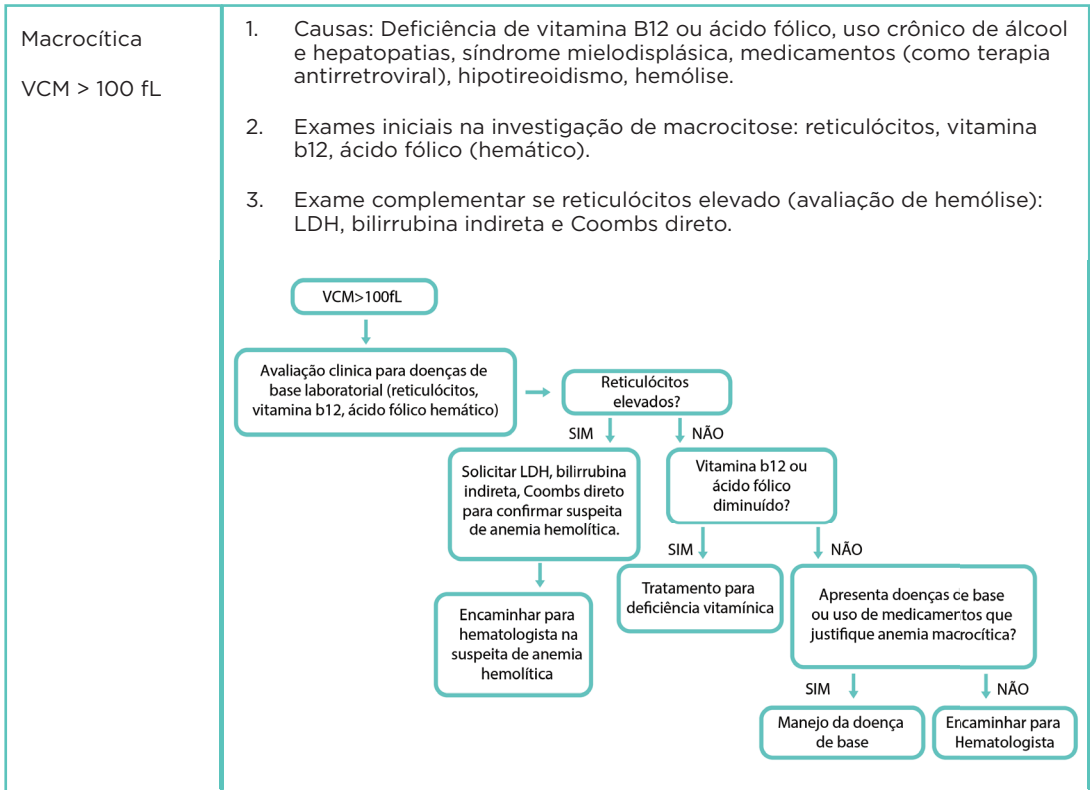 Macrocítica
VCM > 100 fL
1. Causas: Deficiência de vitamina B12 ou ácido fólico, uso crônico de álcool
e hepatopatias, síndrome mielodisplásica, medicamentos (como terapia
antirretroviral), hipotireoidismo, hemólise.
2. Exames iniciais na investigação de macrocitose: reticulócitos, vitamina
b12, ácido fólico (hemático).
3. Exame complementar se reticulócitos elevado (avaliação de hemólise):
LDH, bilirrubina indireta e Coombs direto.
VCM>100fL
Avaliação clinica para doenças de
base laboratorial (reticulócitos,
vitamina b12, ácido fólico hemático)
Reticulócitos
elevados?
SIM
NÃO
Solicitar LDH, bilirrubina
indireta, Coombs direto
para confirmar suspeita
de anemia hemolítica.
Vitamina b12 ou
ácido fólico
diminuído?
SIM
NÃO
Encaminhar para
hematologista na
suspeita de anemia
hemolítica
Tratamento para
deficiência vitamínica
Apresenta doenças de base
ou uso de medicamentos que
justifique anemia macrocítica?
SIM
NÃO
Manejo da doença
de base
Encaminhar para
Hematologista